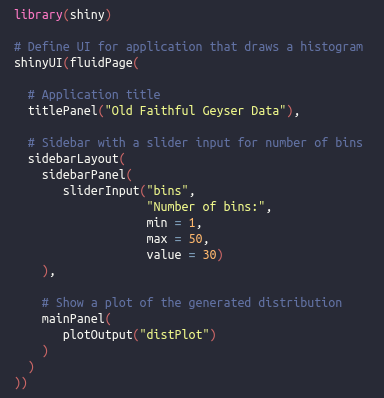 library(shiny)

# Define UI for application that draws a histogram
shinyUI(fluidPage(

  # Application title
  titlePanel("Old Faithful Geyser Data"),

  # Sidebar with a slider input for number of bins
  sidebarLayout(
    sidebarPanel(
       sliderInput("bins",
                   "Number of bins:",
                   min = 1,
                   max = 50,
                   value = 30)
    ),

    # Show a plot of the generated distribution
    mainPanel(
       plotOutput("distPlot")
    )
  )
))